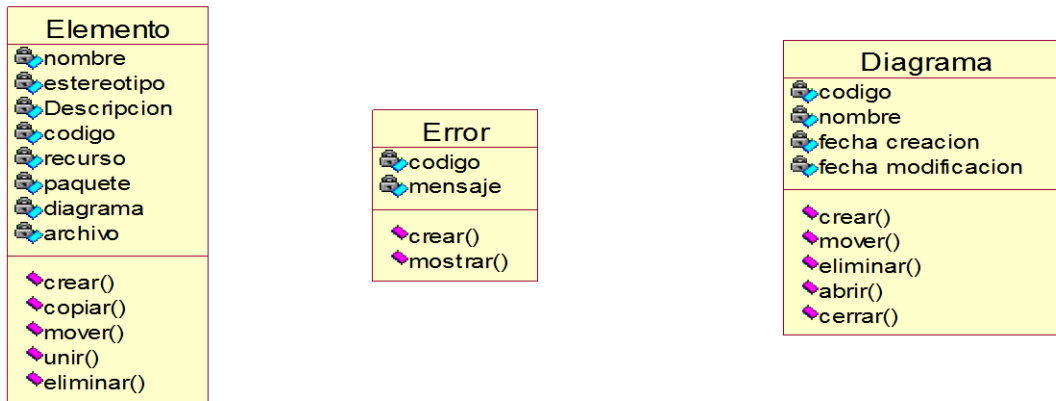 Elemento
nombre
estereotipo
Descripcion
codigo
recurso
paquete
diagrama
archivo
crear()
copiar()
mover()
unir()
eliminar()
Error
codigo
mensaje
crear()
mostrar()
Diagrama
codigo
nombre
fecha creacion
fecha modificacion
crear()
mover()
eliminar()
abrir()
cerrar()